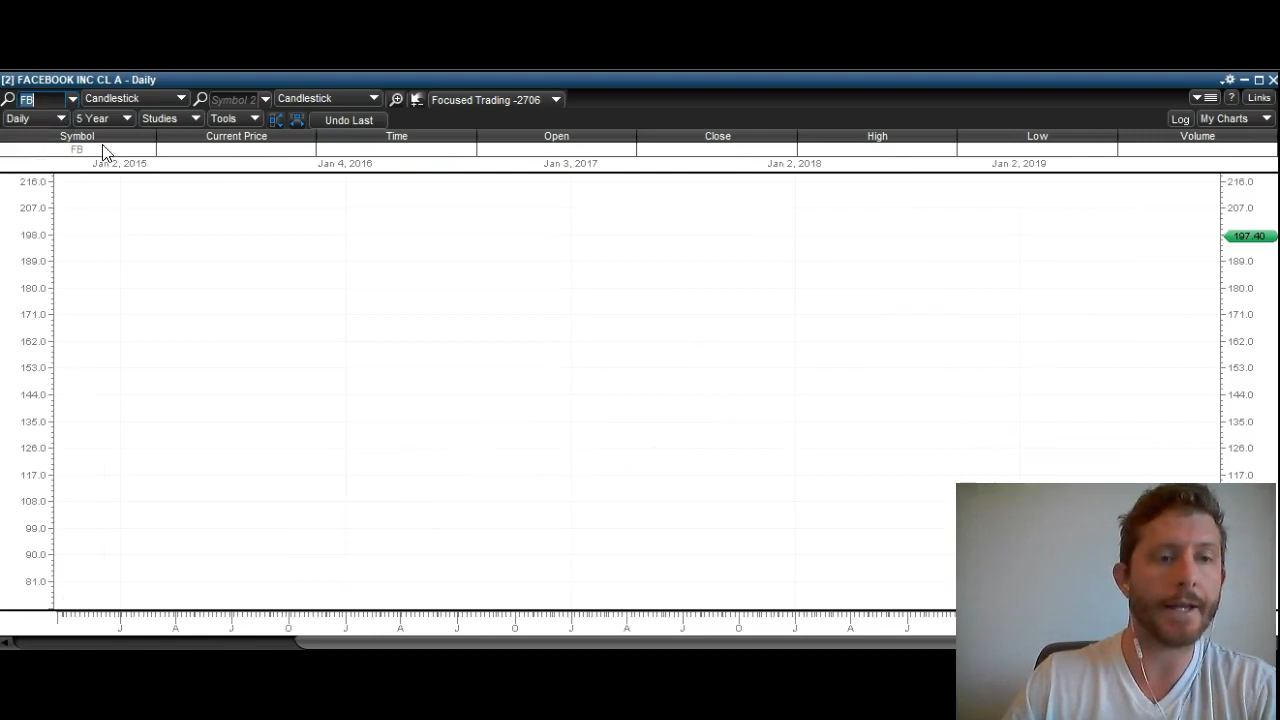 [2] FACEBOOK INC CL A - Daily
FB Candlestick Symbol 2 Candlestick Focused Trading -2706 ? Links
Daily 5 Year Studies Tools Undo Last Log My Charts
Symbol Current Price Time Open Close High Low Volume
FB
Jan 2, 2015 Jan 4, 2016 Jan 3, 2017 Jan 2, 2018 Jan 2, 2019
216.0 216.0
207.0 207.0
198.0 197.40
189.0 189.0
180.0 180.0
171.0 171.0
162.0 162.0
153.0 153.0
144.0 144.0
135.0 135.0
126.0 126.0
117.0 117.0
108.0
99.0
90.0
81.0
J A J O J A J O J A J O J A J